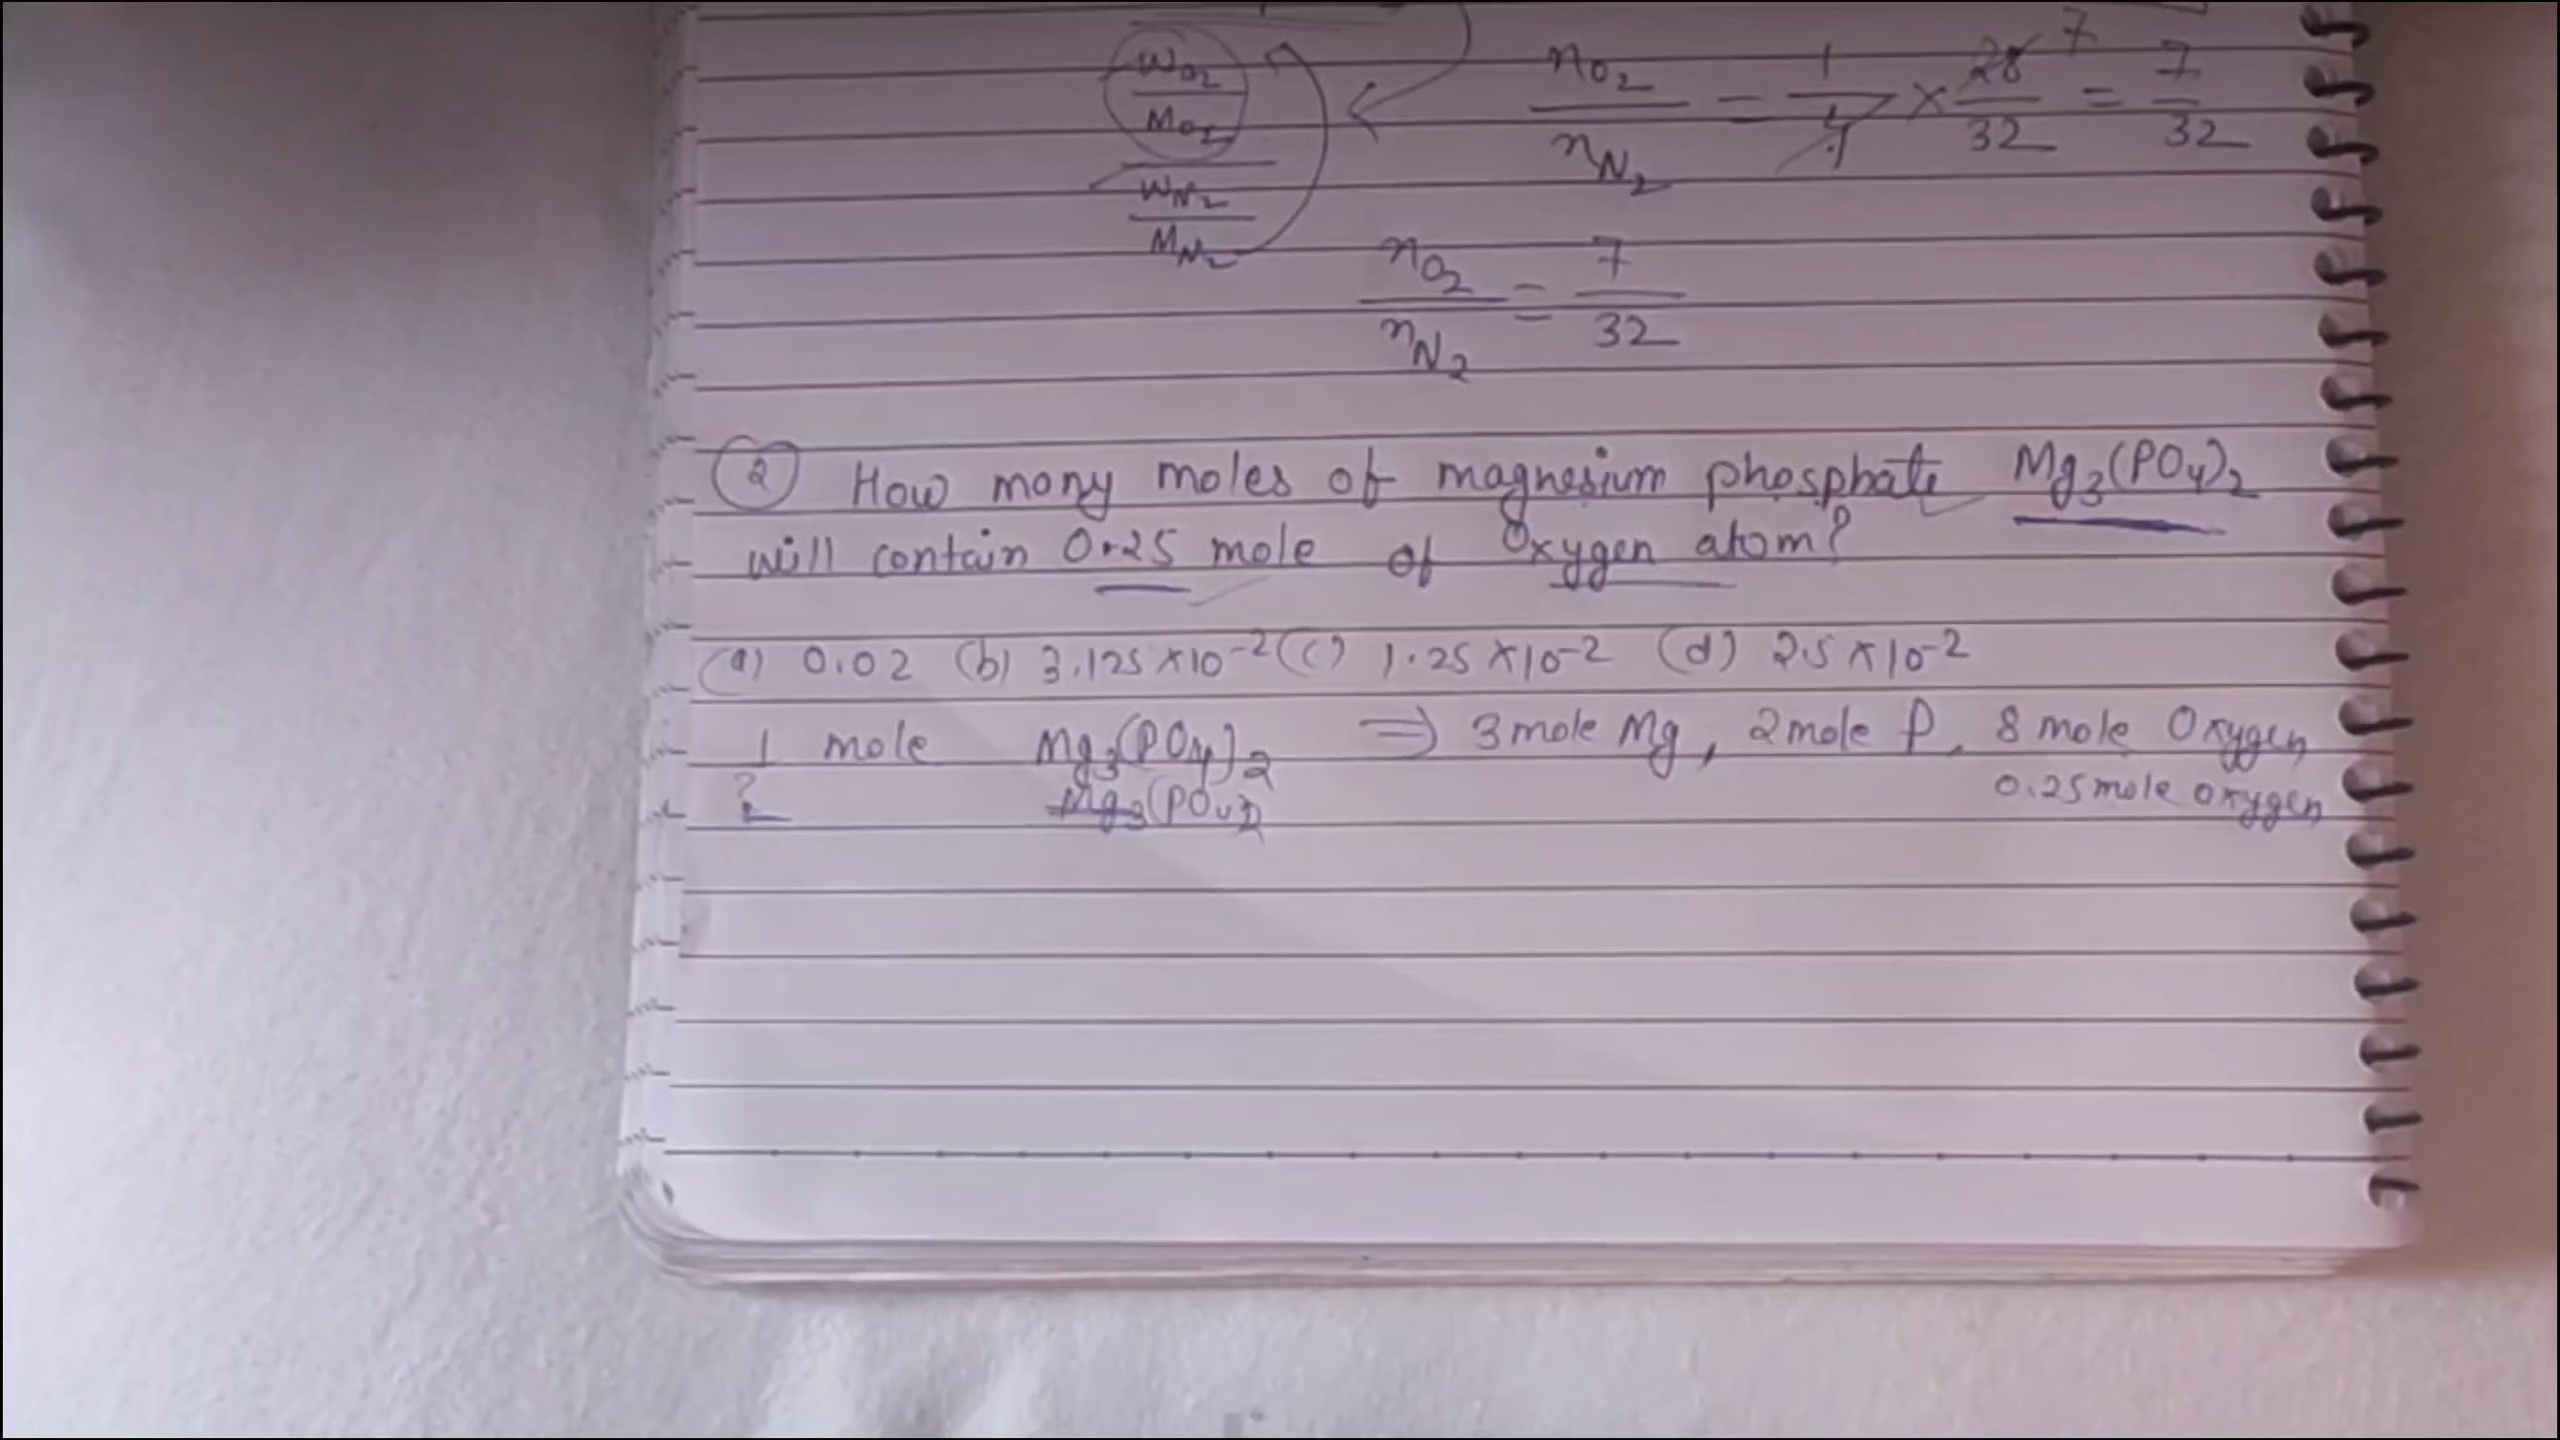 wO2 / MO2
nO2 / nN2 = 1 / 4 × 28 / 32 = 7 / 32
7
wN2 / MN2
nO2 / nN2 = 7 / 32
② How many moles of magnesium phosphate Mg3(PO4)2
will contain 0.25 mole of Oxygen atom?
(a) 0.02 (b) 3.125 × 10-2 (c) 1.25 × 10-2 (d) 2.5 × 10-2
1 mole Mg3(PO4)2 ⇒ 3 mole Mg, 2 mole P, 8 mole Oxygen
? Mg3(PO4)2 0.25 mole oxygen